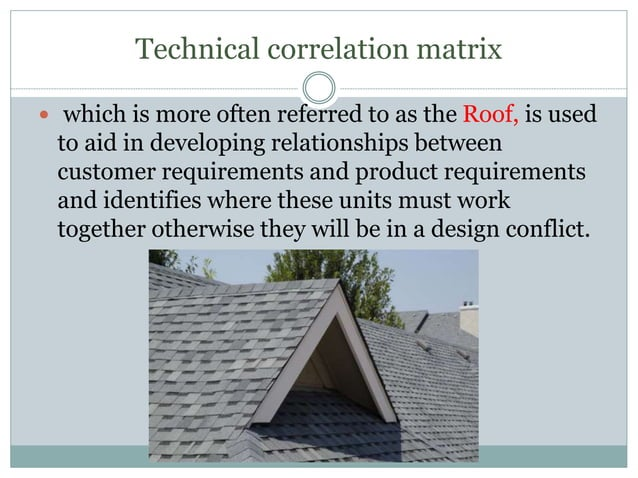 Technical correlation matrix
• which is more often referred to as the Roof, is used
to aid in developing relationships between
customer requirements and product requirements
and identifies where these units must work
together otherwise they will be in a design conflict.